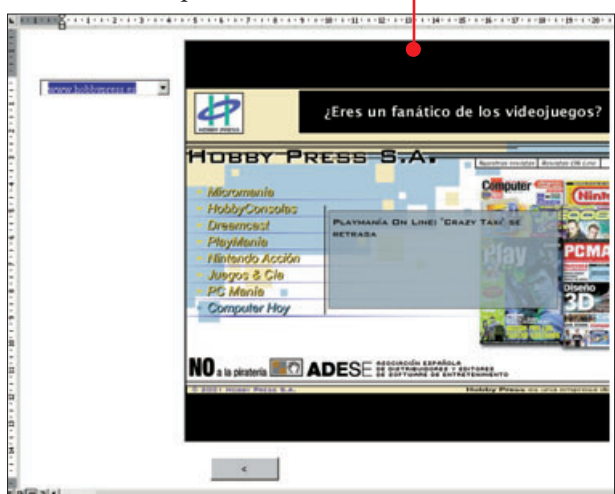 www.hobbypress.es
HOBBY PRESS
¿Eres un fanático de los videojuegos?
HOBBY PRESS S.A.
Nuestras revistas Revistas ON Line
Micromanía
HobbyConsolas
Dreamcast
PlayManía
Nintendo Acción
Juegos & Cía
PC Manía
Computer Hoy
PLAYMANÍA ON LINE: "CRAZY TAXI" SE
RETRASA
Computer
Nint
Play
PCMA
Diseño
3D
NO a la piratería
ADESE ASOCIACIÓN ESPAÑOLA
DE DISTRIBUIDORES Y EDITORES
DE SOFTWARE DE ENTRETENIMIENTO
© 2001 HOBBY PRESS S.A.
Hobby Press es una empresa de
<